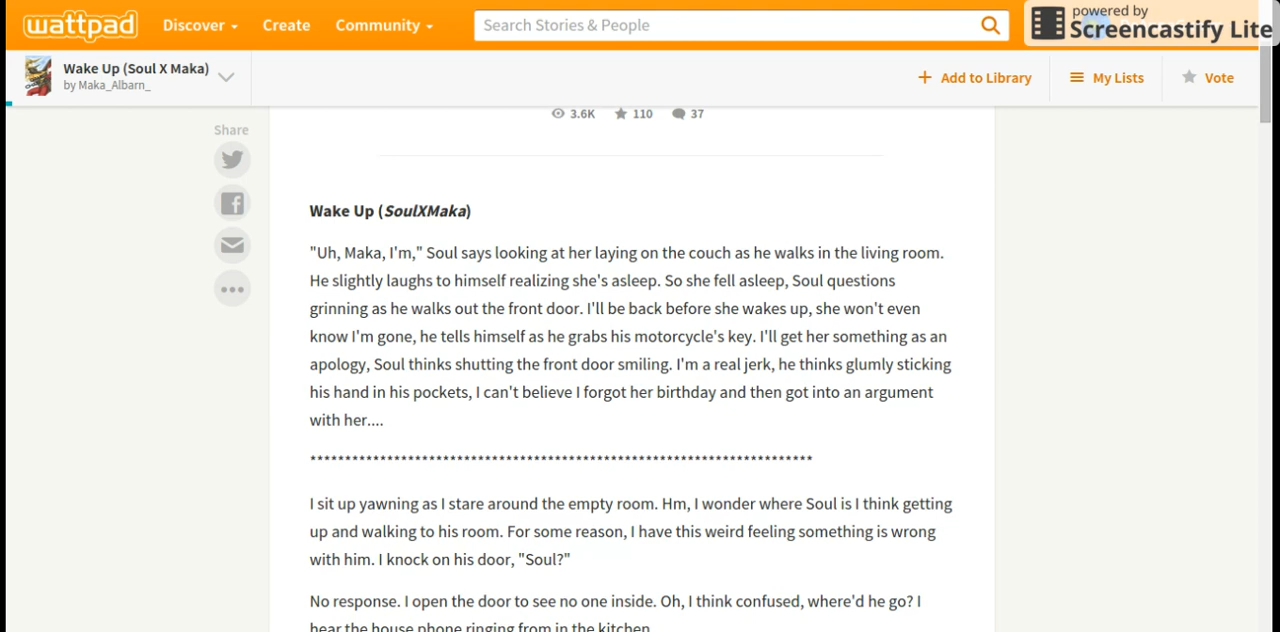 wattpad Discover Create Community Search Stories & People
powered by
Screencastify Lite
Wake Up (Soul X Maka)
by Maka_Albarn_
+ Add to Library My Lists Vote
3.6K 110 37
Share
Wake Up (SoulXMaka)
"Uh, Maka, I'm," Soul says looking at her laying on the couch as he walks in the living room.
He slightly laughs to himself realizing she's asleep. So she fell asleep, Soul questions
grinning as he walks out the front door. I'll be back before she wakes up, she won't even
know I'm gone, he tells himself as he grabs his motorcycle's key. I'll get her something as an
apology, Soul thinks shutting the front door smiling. I'm a real jerk, he thinks glumly sticking
his hand in his pockets, I can't believe I forgot her birthday and then got into an argument
with her....
************************************************************************
I sit up yawning as I stare around the empty room. Hm, I wonder where Soul is I think getting
up and walking to his room. For some reason, I have this weird feeling something is wrong
with him. I knock on his door, "Soul?"
No response. I open the door to see no one inside. Oh, I think confused, where'd he go? I
hear the house phone ringing from in the kitchen.